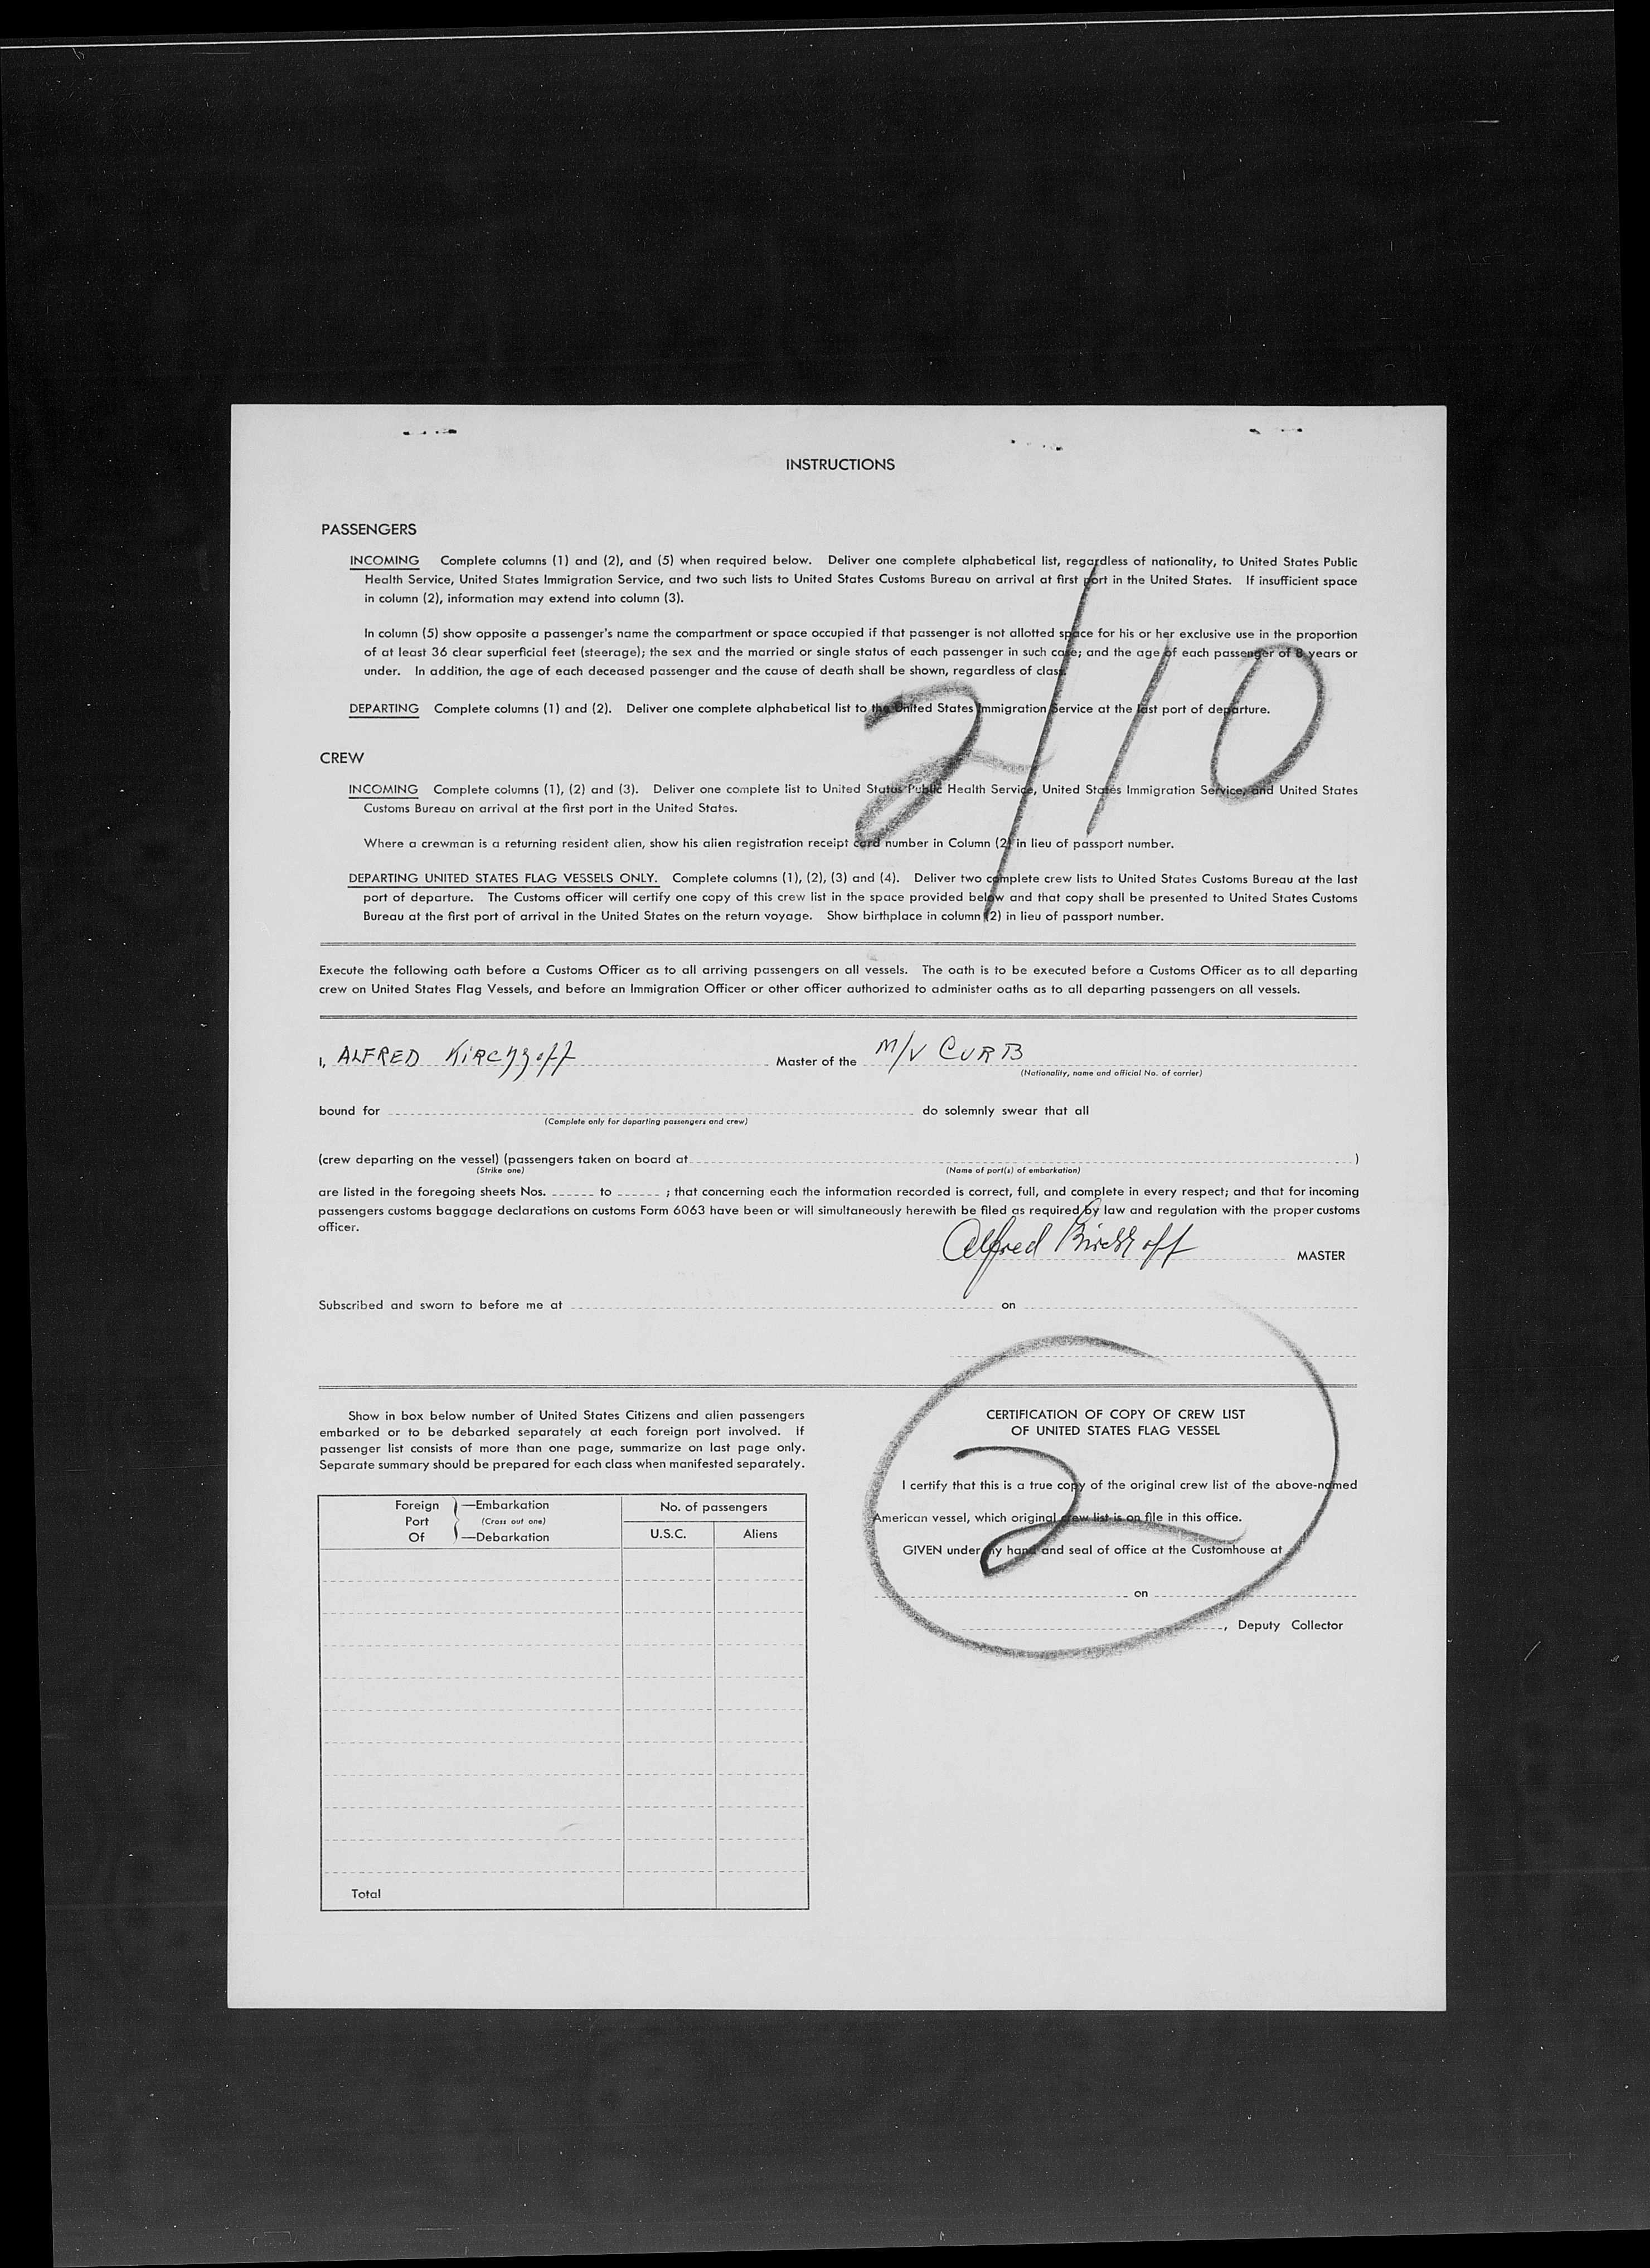 INSTRUCTIONS
PASSENGERS
INCOMING Complete columns (1) and (2), and (5) when required below. Deliver one complete alphabetical list, regardless of nationality, to United States Public
Health Service, United States Immigration Service, and two such lists to United States Customs Bureau on arrival at first port in the United States. If insufficient space
in column (2), information may extend into column (3).
In column (5) show opposite a passenger's name the compartment or space occupied if that passenger is not allotted space for his or her exclusive use in the proportion
of at least 36 clear superficial feet (steerage); the sex and the married or single status of each passenger in such case; and the age of each passenger of 8 years or
under. In addition, the age of each deceased passenger and the cause of death shall be shown, regardless of class.
2/10
DEPARTING Complete columns (1) and (2). Deliver one complete alphabetical list to the United States Immigration Service at the last port of departure.
CREW
INCOMING Complete columns (1), (2) and (3). Deliver one complete list to United States Public Health Service, United States Immigration Service, and United States
Customs Bureau on arrival at the first port in the United States.
Where a crewman is a returning resident alien, show his alien registration receipt card number in Column (2) in lieu of passport number.
DEPARTING UNITED STATES FLAG VESSELS ONLY. Complete columns (1), (2), (3) and (4). Deliver two complete crew lists to United States Customs Bureau at the last
port of departure. The Customs officer will certify one copy of this crew list in the space provided below and that copy shall be presented to United States Customs
Bureau at the first port of arrival in the United States on the return voyage. Show birthplace in column (2) in lieu of passport number.
Execute the following oath before a Customs Officer as to all arriving passengers on all vessels. The oath is to be executed before a Customs Officer as to all departing
crew on United States Flag Vessels, and before an Immigration Officer or other officer authorized to administer oaths as to all departing passengers on all vessels.
I, ALFRED KIRCHHOFF Master of the M/V CURB
(Nationality, name and official No. of carrier)
bound for do solemnly swear that all
(Complete only for departing passengers and crew)
(crew departing on the vessel) (passengers taken on board at )
(Strike one) (Name of port(s) of embarkation)
are listed in the foregoing sheets Nos. to ; that concerning each the information recorded is correct, full, and complete in every respect; and that for incoming
passengers customs baggage declarations on customs Form 6063 have been or will simultaneously herewith be filed as required by law and regulation with the proper customs
officer.
Alfred Kirchhoff MASTER
Subscribed and sworn to before me at on
Show in box below number of United States Citizens and alien passengers
embarked or to be debarked separately at each foreign port involved. If
passenger list consists of more than one page, summarize on last page only.
Separate summary should be prepared for each class when manifested separately.
Foreign Port Of
—Embarkation
(Cross out one)
—Debarkation
No. of passengers
U.S.C. Aliens
Total
CERTIFICATION OF COPY OF CREW LIST
OF UNITED STATES FLAG VESSEL
2
I certify that this is a true copy of the original crew list of the above-named
American vessel, which original crew list is on file in this office.
GIVEN under my hand and seal of office at the Customhouse at
on
, Deputy Collector